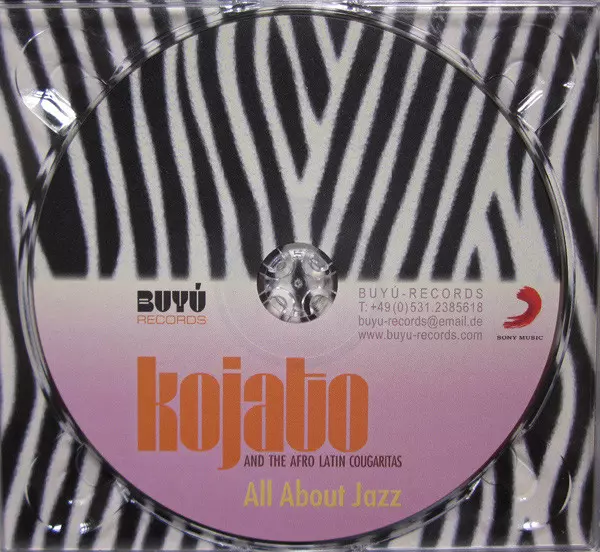 BUYÚ
RECORDS
BUYÚ-RECORDS
T:+49(0)531.2385618
buyu-records@email.de
www.buyu-records.com
SONY MUSIC
kojato
AND THE AFRO LATIN COUGARITAS
All About Jazz